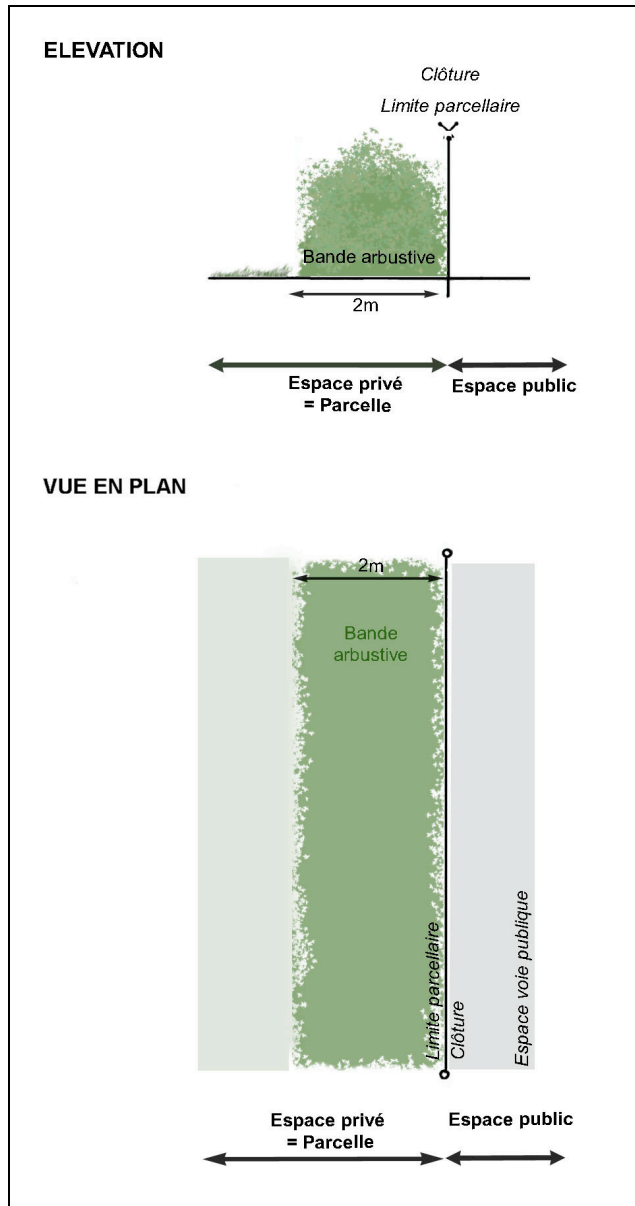 ELEVATION
Clôture
Limite parcellaire
Bande arbustive
2m
Espace privé
= Parcelle
Espace public
VUE EN PLAN
2m
Bande
arbustive
Limite parcellaire
Clôture
Espace voie publique
Espace privé
= Parcelle
Espace public